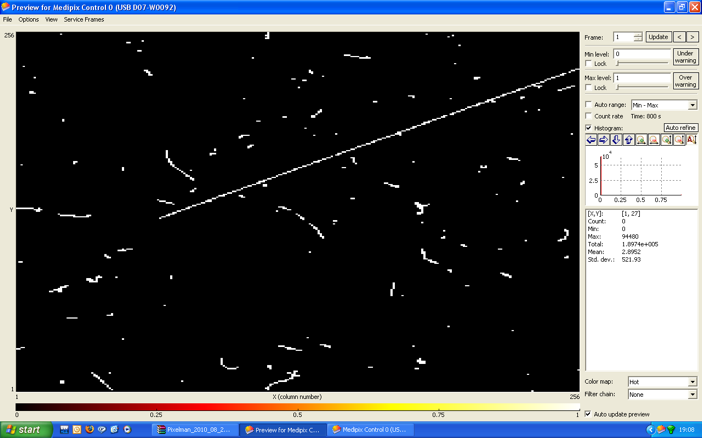 Preview for Medipix Control 0 (USB D07-W0092)
File Options View Service Frames
256
Y
1
1 X (column number) 256
0 0.25 0.5 0.75 1
Frame: 1 Update < >
Min level: 0 Under warning
Lock
Max level: 1 Over warning
Lock
Auto range: Min - Max
Count rate Time: 800 s
Histogram: Auto refine
10^4
5
2.5
0
0 0.25 0.5 0.75
[X,Y]: [1, 27]
Count: 0
Min: 0
Max: 94480
Total: 1.8974e+005
Mean: 2.8952
Std. dev.: 521.93
Color map: Hot
Filter chain: None
Auto update preview
start
Pixelman_2010_08_2...
Preview for Medipix C...
Medipix Control 0 (US...
19:08